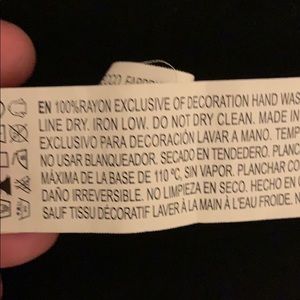 EN 100%RAYON EXCLUSIVE OF DECORATION HAND WAS
LINE DRY. IRON LOW. DO NOT DRY CLEAN. MADE IN
EXCLUSIVO PARA DECORACIÓN LAVAR A MANO. TEMP
NO USAR BLANQUEADOR. SECADO EN TENDEDERO. PLANC
MÁXIMA DE LA BASE DE 110 ºC. SIN VAPOR. PLANCHAR CO
DAÑO IRREVERSIBLE. NO LIMPIEZA EN SECO. HECHO EN
SAUF TISSU DÉCORATIF LAVER À LA MAIN À L'EAU FROIDE. N